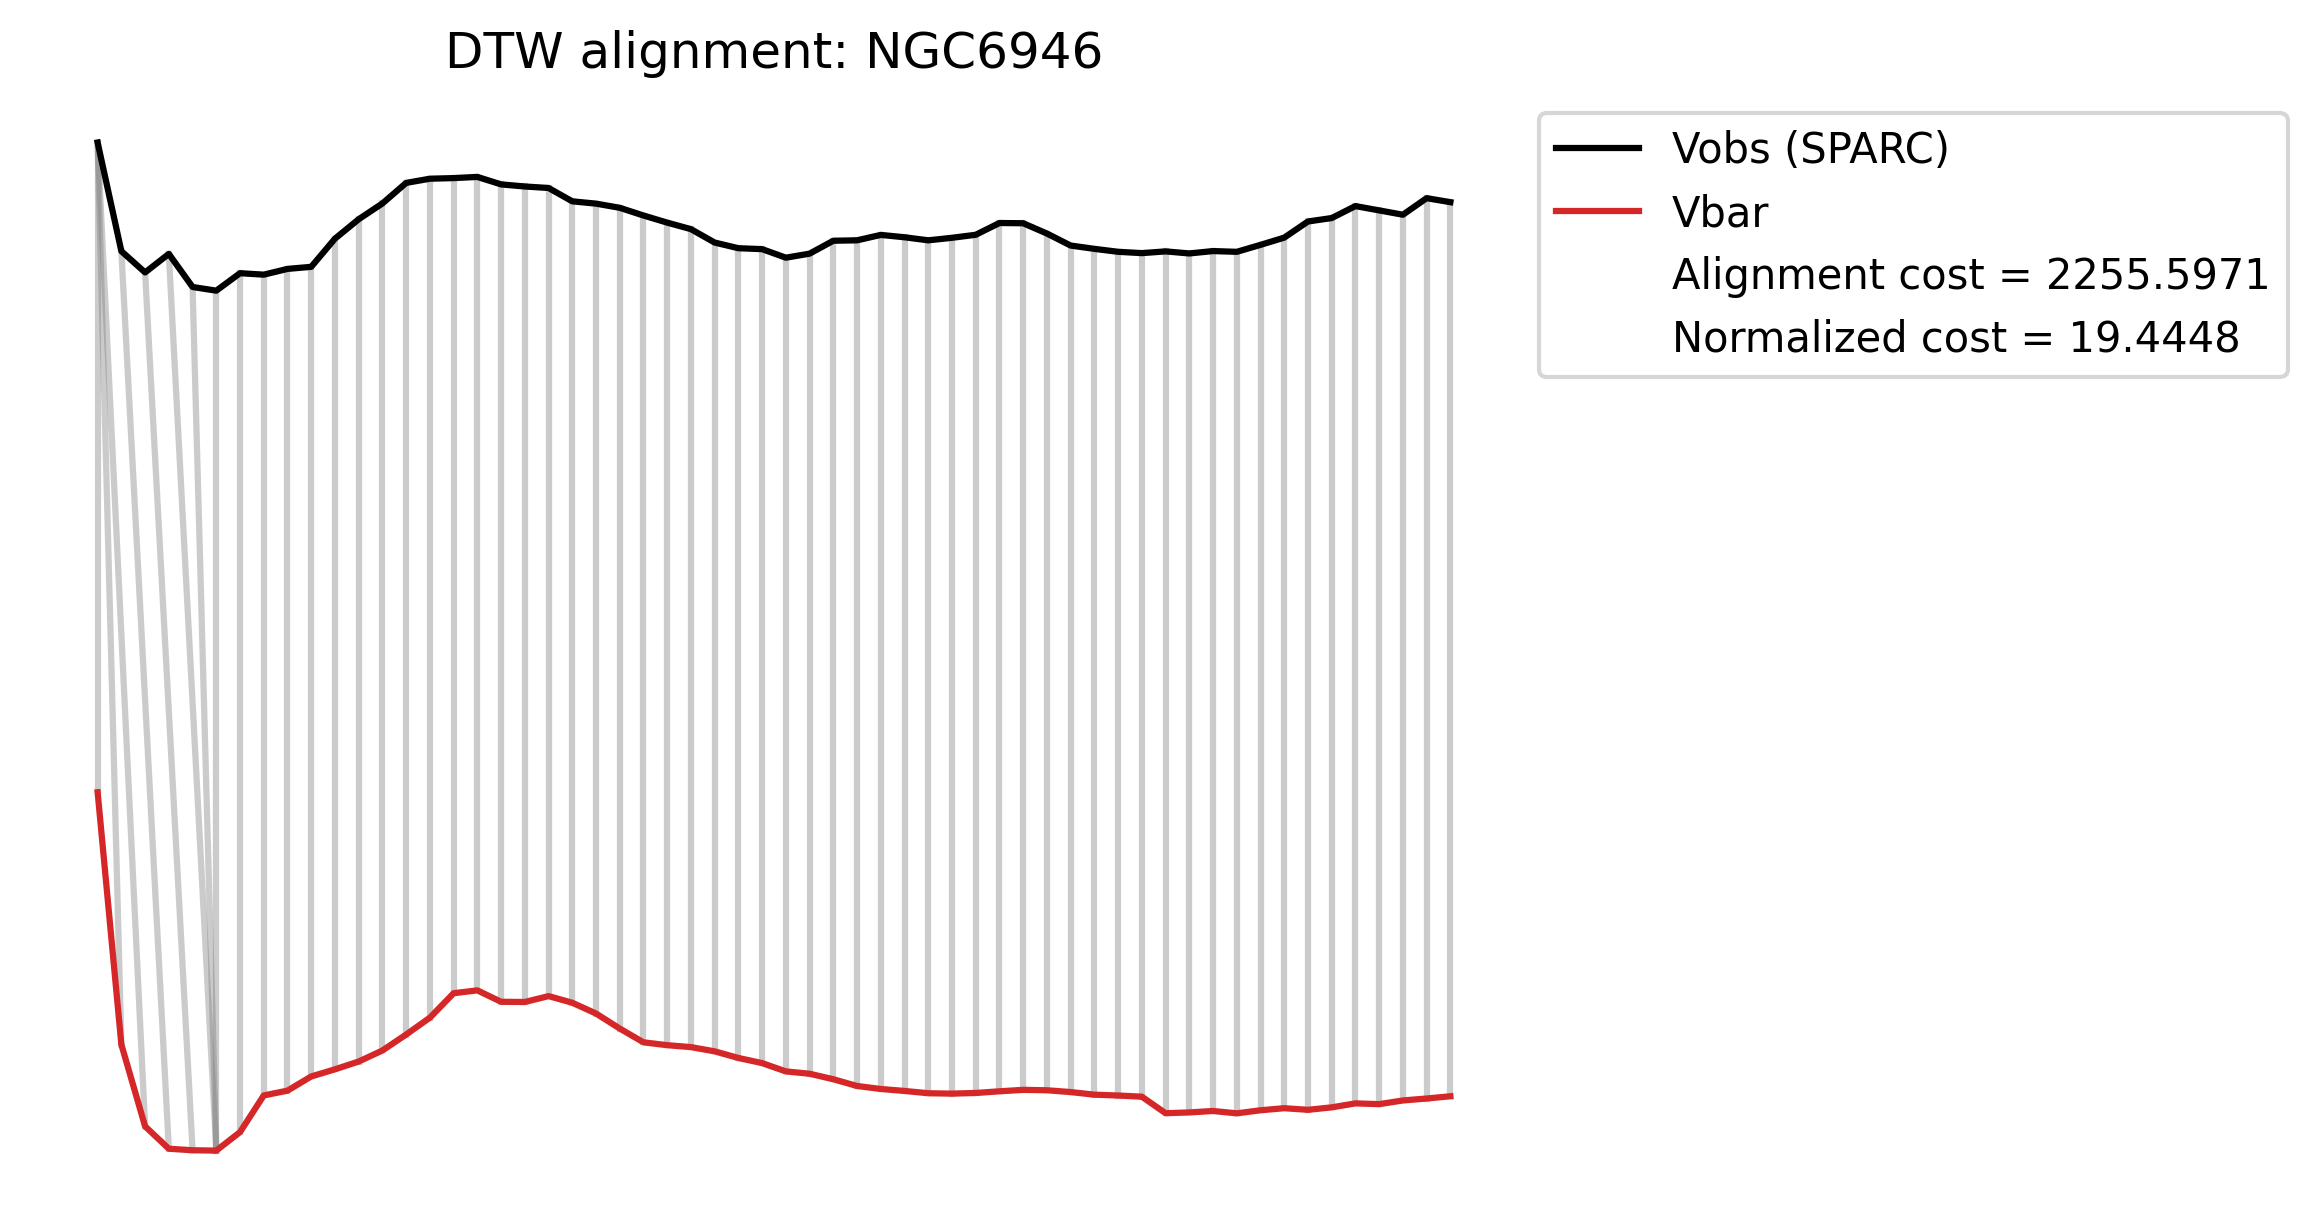 DTW alignment: NGC6946
Vobs (SPARC)
Vbar
Alignment cost = 2255.5971
Normalized cost = 19.4448